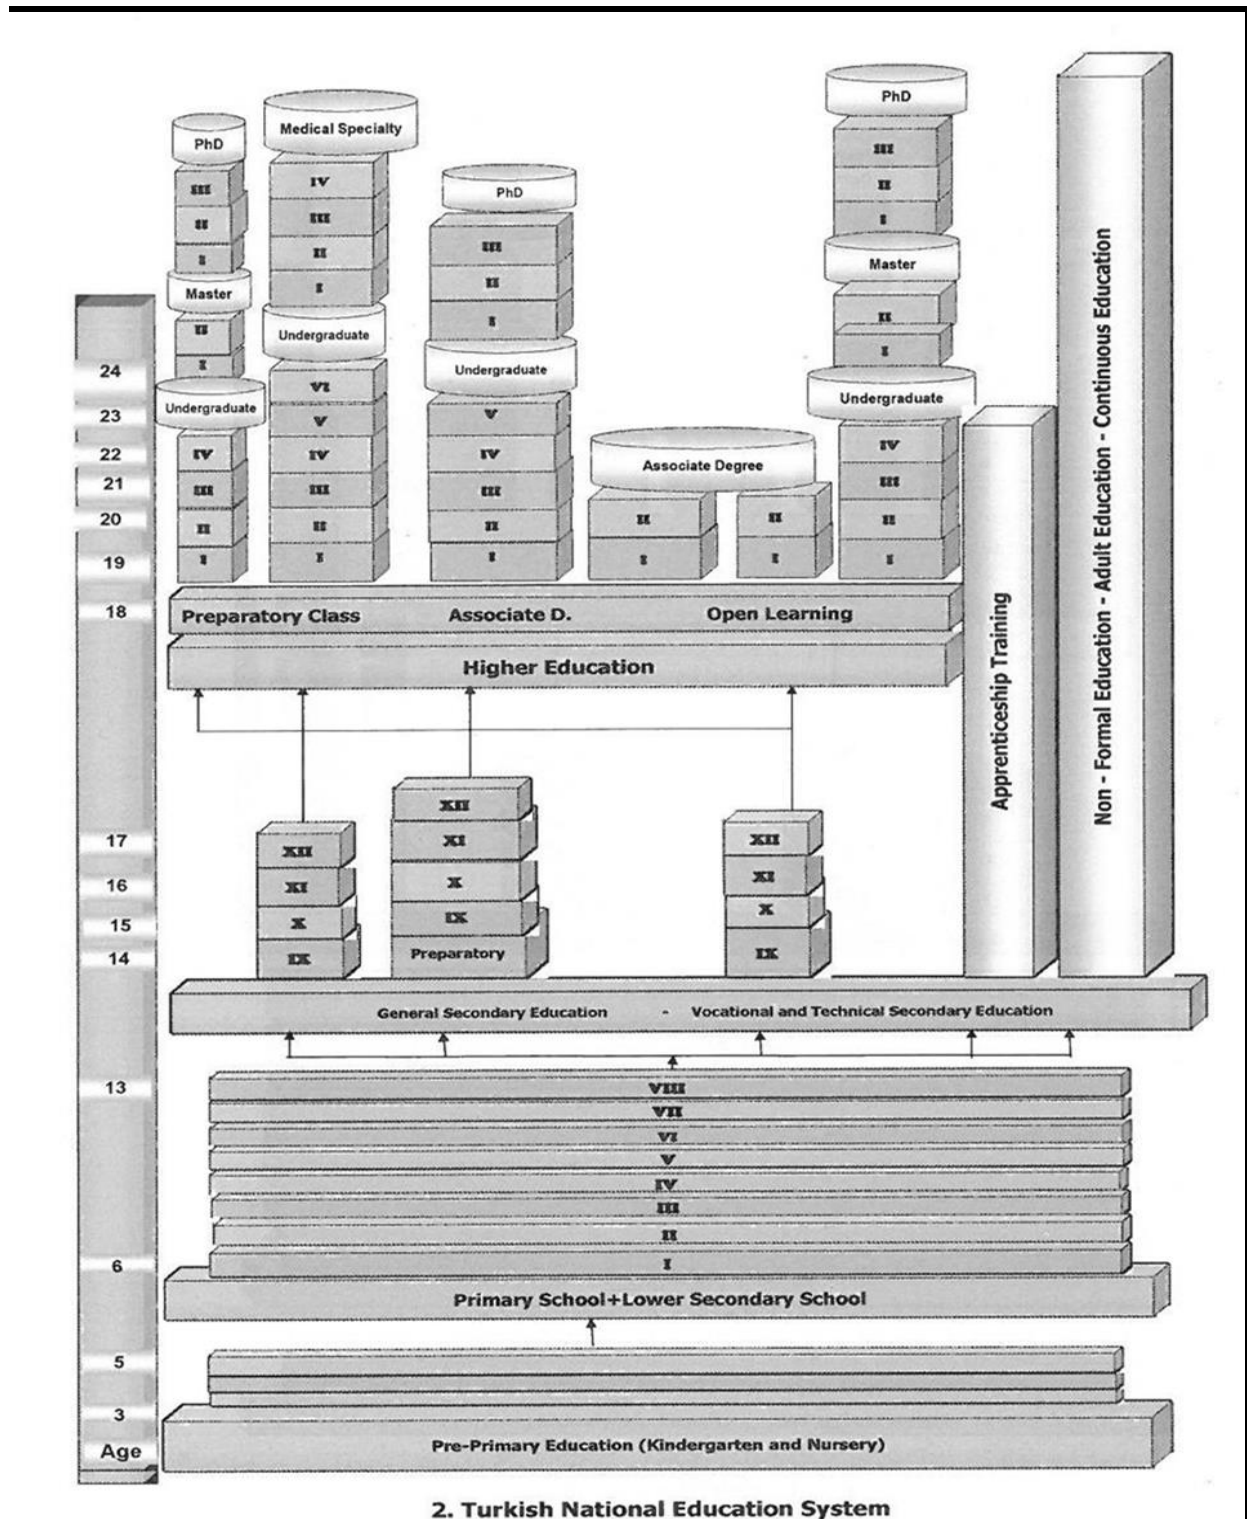 PhD
III
II
I
Master
II
I
Undergraduate
IV
III
II
I
Medical Specialty
IV
III
II
I
Undergraduate
VI
V
IV
III
II
I
PhD
III
II
I
Undergraduate
V
IV
III
II
I
Associate Degree
II
I
II
I
PhD
III
II
I
Master
II
I
Undergraduate
IV
III
II
I
24
23
22
21
20
19
18
17
16
15
14
13
6
5
3
Age
Preparatory Class Associate D. Open Learning
Higher Education
XII
XI
X
IX
XII
XI
X
IX
Preparatory
XII
XI
X
IX
Apprenticeship Training
Non - Formal Education - Adult Education - Continuous Education
General Secondary Education - Vocational and Technical Secondary Education
VIII
VII
VI
V
IV
III
II
I
Primary School+Lower Secondary School
Pre-Primary Education (Kindergarten and Nursery)
2. Turkish National Education System